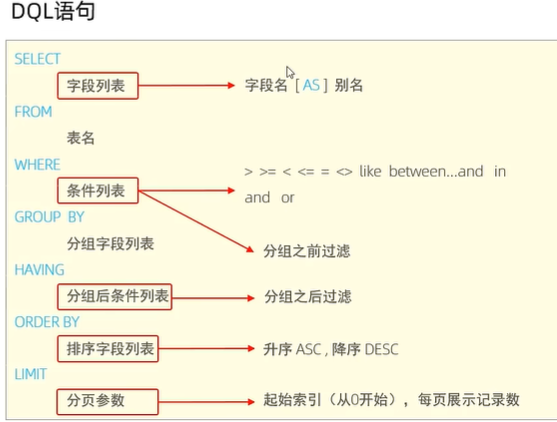 DQL语句
SELECT
字段列表
字段名 [ AS ] 别名
FROM
表名
WHERE
条件列表
> >= < <= = <> like between...and in
and or
分组之前过滤
GROUP BY
分组字段列表
HAVING
分组后条件列表
分组之后过滤
ORDER BY
排序字段列表
升序 ASC , 降序 DESC
LIMIT
分页参数
起始索引（从0开始），每页展示记录数